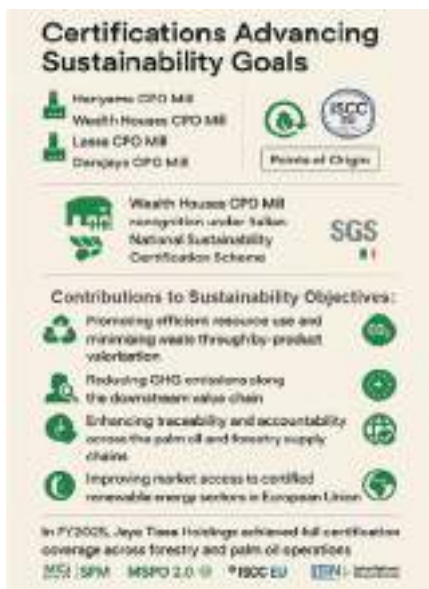 Certifications Advancing
Sustainability Goals
Hariyama CPO Mill
Wealth Houses CPO Mill
Lassa CPO Mill
Daniaya CPO Mill
ISCC
Points of Origin
Wealth Houses CPO Mill
recognition under Italian
National Sustainability
Certification Scheme
SGS
Contributions to Sustainability Objectives:
Promoting efficient resource use and
minimising waste through by-product
valorisation
CO₂
Reducing GHG emissions along
the downstream value chain
Enhancing traceability and accountability
across the palm oil and forestry supply
chains
Improving market access to certified
renewable energy sectors in European Union
In FY2025, Jaya Tiasa Holdings achieved full certification
coverage across forestry and palm oil operations
SPM MSPO 2.0 ISCC EU